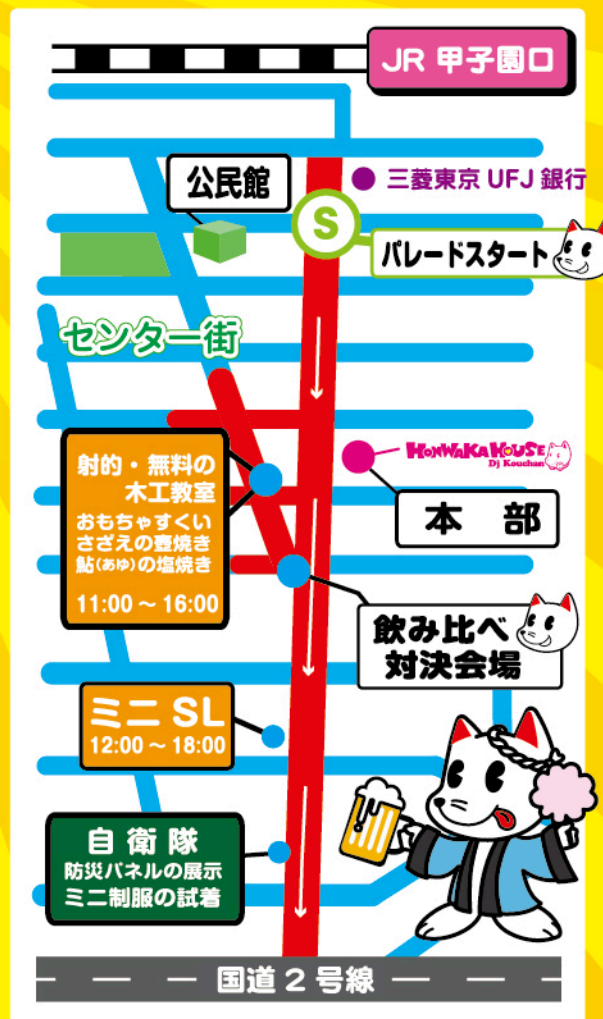 JR 甲子園口
公民館
三菱東京 UFJ 銀行
S
パレードスタート
センター街
射的・無料の
木工教室
おもちゃすくい
さざえの壺焼き
鮎(あゆ)の塩焼き
11:00 ~ 16:00
HONWAKA HOUSE
Dj Kouchan
本部
飲み比べ
対決会場
ミニ SL
12:00 ~ 18:00
自衛隊
防災パネルの展示
ミニ制服の試着
国道 2 号線